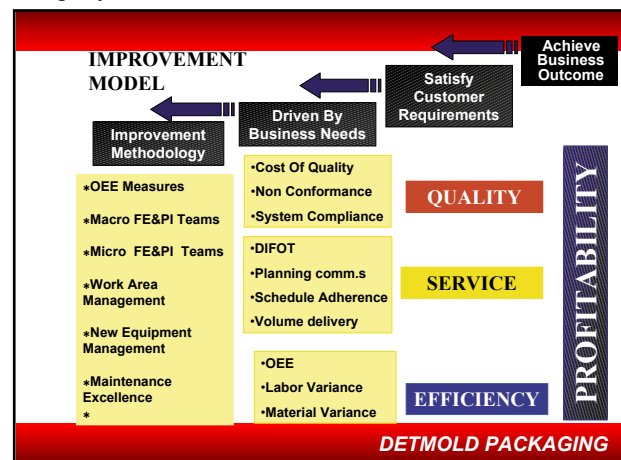 IMPROVEMENT
MODEL
Achieve
Business
Outcome
Satisfy
Customer
Requirements
Driven By
Business Needs
Improvement
Methodology
*OEE Measures
*Macro FE&PI Teams
*Micro FE&PI Teams
*Work Area
Management
*New Equipment
Management
*Maintenance
Excellence
*
•Cost Of Quality
•Non Conformance
•System Compliance
•DIFOT
•Planning comm.s
•Schedule Adherence
•Volume delivery
•OEE
•Labor Variance
•Material Variance
QUALITY
SERVICE
EFFICIENCY
PROFITABILITY
DETMOLD PACKAGING